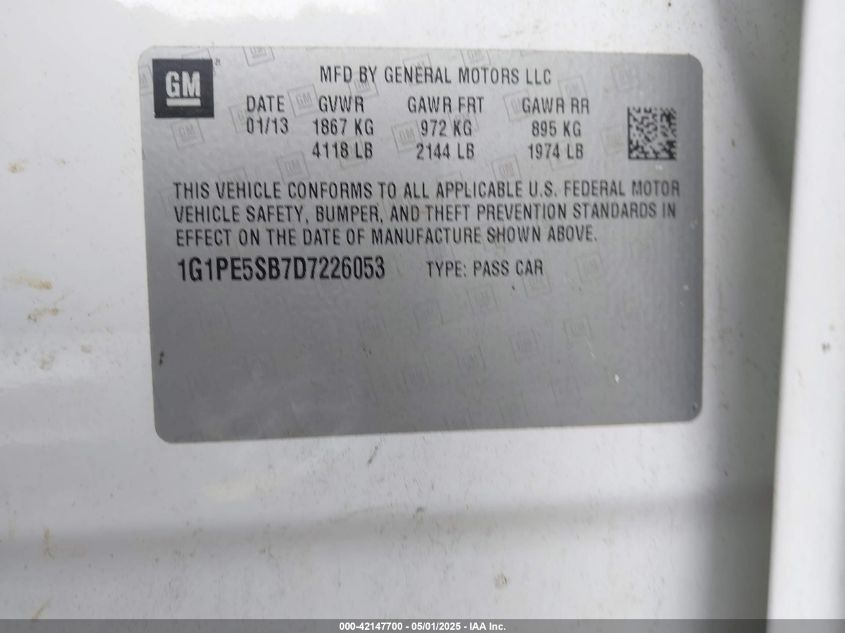 GM
MFD BY GENERAL MOTORS LLC
DATE GVWR GAWR FRT GAWR RR
01/13 1867 KG 972 KG 895 KG
4118 LB 2144 LB 1974 LB
THIS VEHICLE CONFORMS TO ALL APPLICABLE U.S. FEDERAL MOTOR
VEHICLE SAFETY, BUMPER, AND THEFT PREVENTION STANDARDS IN
EFFECT ON THE DATE OF MANUFACTURE SHOWN ABOVE.
1G1PE5SB7D7226053 TYPE: PASS CAR
000-42147700 - 05/01/2025 - IAA Inc.